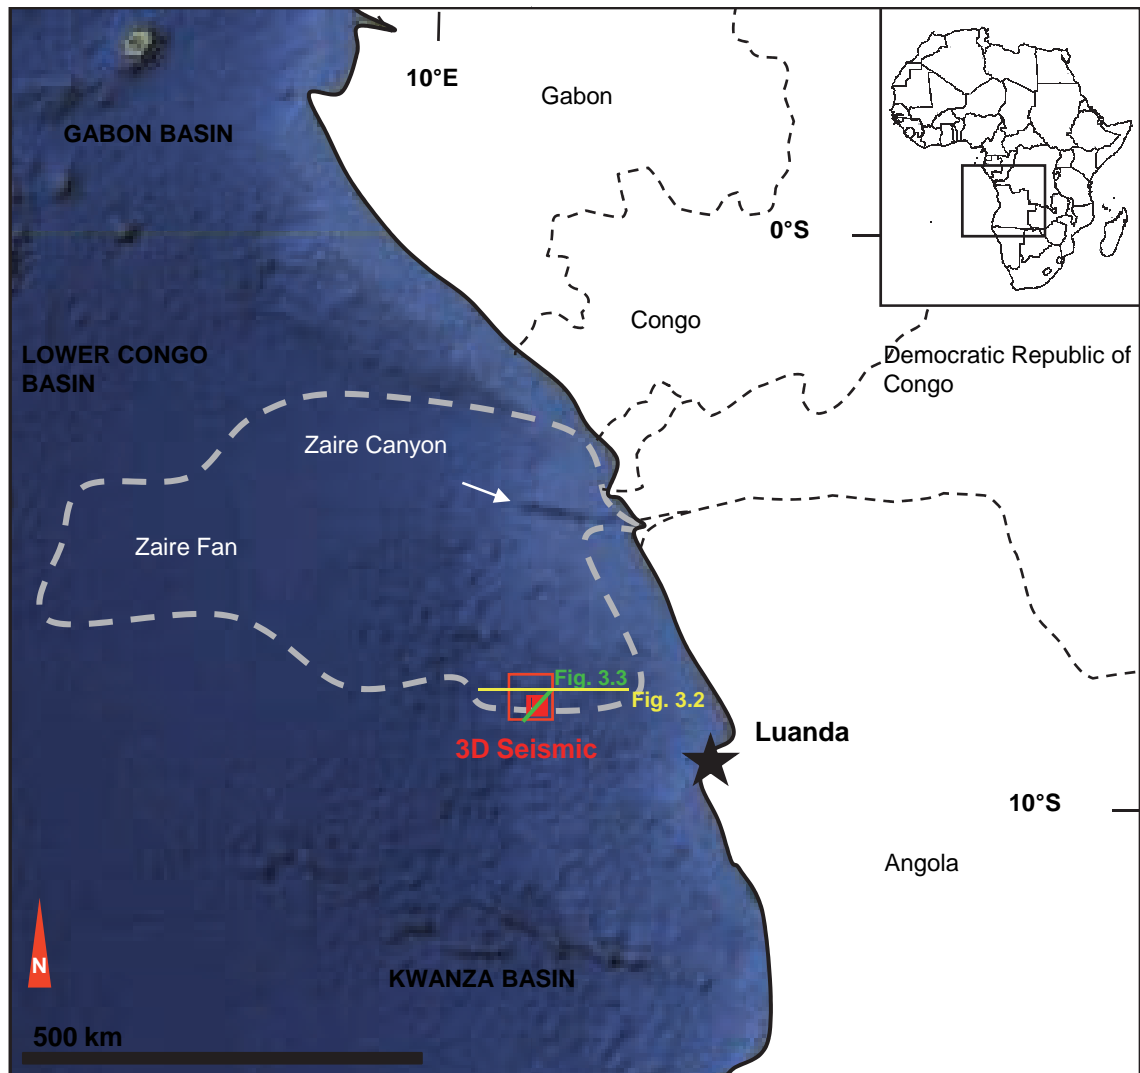 10°E
Gabon
GABON BASIN
0°S
Congo
LOWER CONGO
BASIN
Democratic Republic of
Congo
Zaire Canyon
Zaire Fan
Fig. 3.3
Fig. 3.2
3D Seismic
Luanda
10°S
Angola
N
KWANZA BASIN
500 km